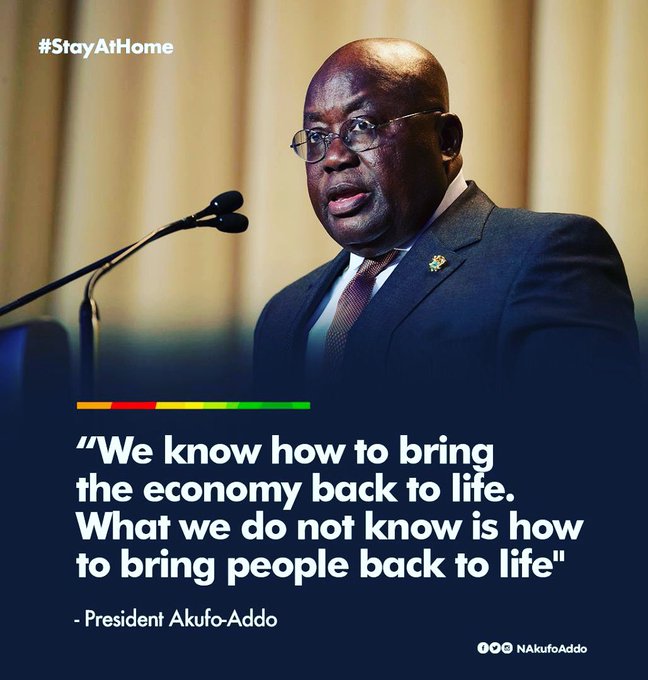 #StayAtHome
“We know how to bring
the economy back to life.
What we do not know is how
to bring people back to life"
- President Akufo-Addo
NAkufoAddo